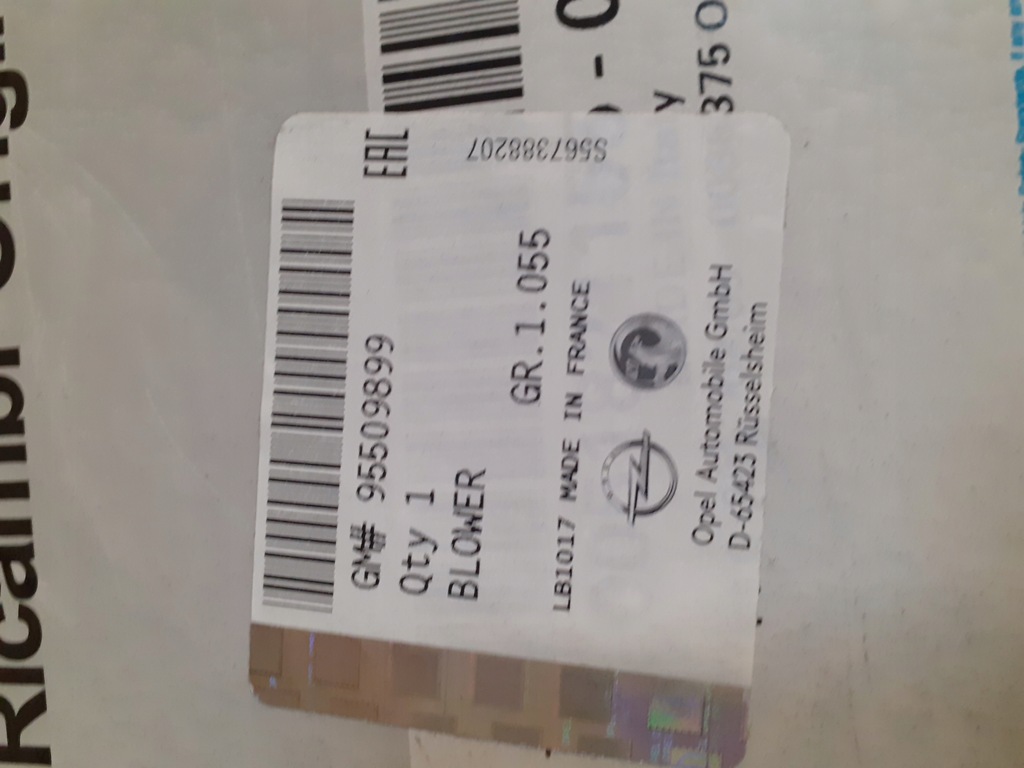 Ricambi
EAC
GM# 95509899
Qty 1
BLOWER
GR.1.055
LB1017 MADE IN FRANCE
Opel Automobile GmbH
D-65423 Rüsselsheim
S567388207
375